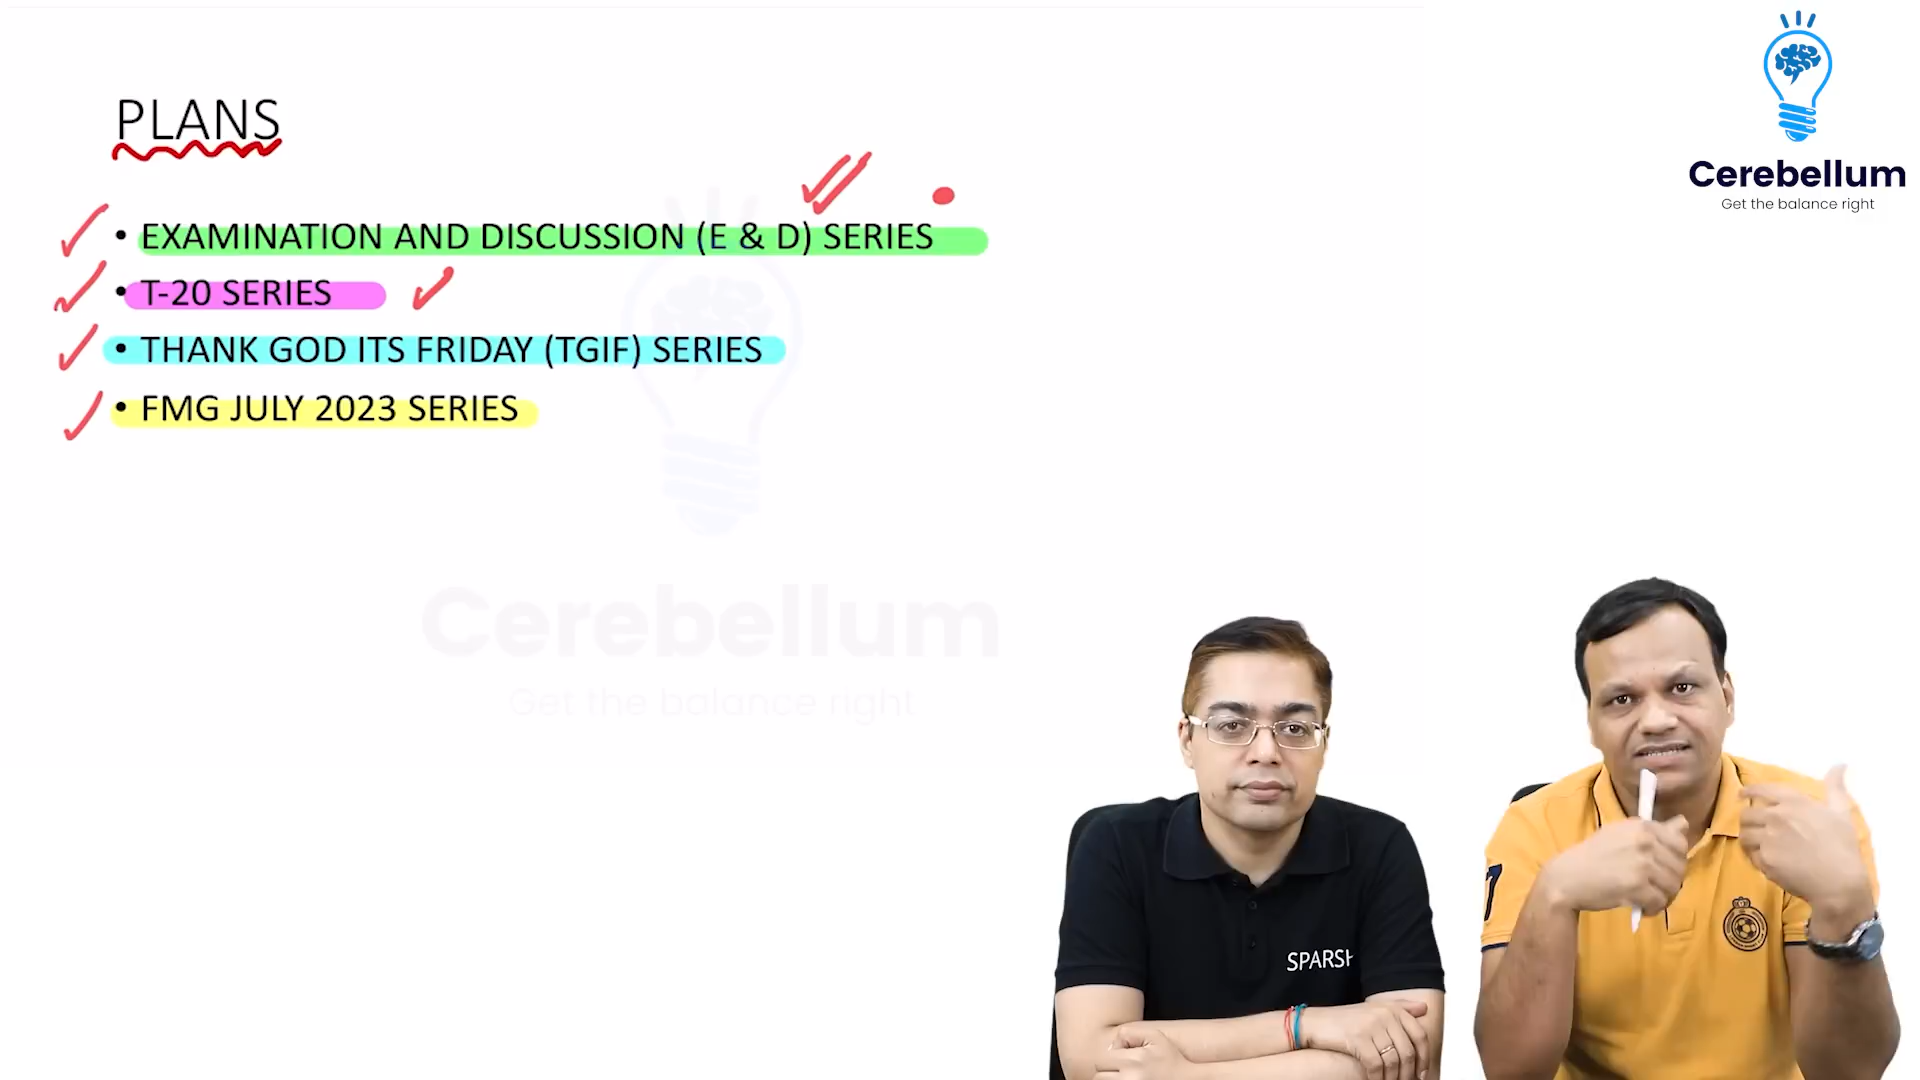 PLANS
• EXAMINATION AND DISCUSSION (E & D) SERIES
• T-20 SERIES
• THANK GOD ITS FRIDAY (TGIF) SERIES
• FMG JULY 2023 SERIES
Cerebellum
Get the balance right
Cerebellum
Get the balance right
SPARSH
7